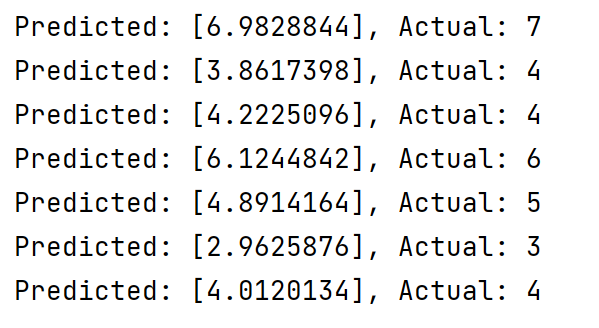 Predicted: [6.9828844], Actual: 7
Predicted: [3.8617398], Actual: 4
Predicted: [4.2225096], Actual: 4
Predicted: [6.1244842], Actual: 6
Predicted: [4.8914164], Actual: 5
Predicted: [2.9625876], Actual: 3
Predicted: [4.0120134], Actual: 4